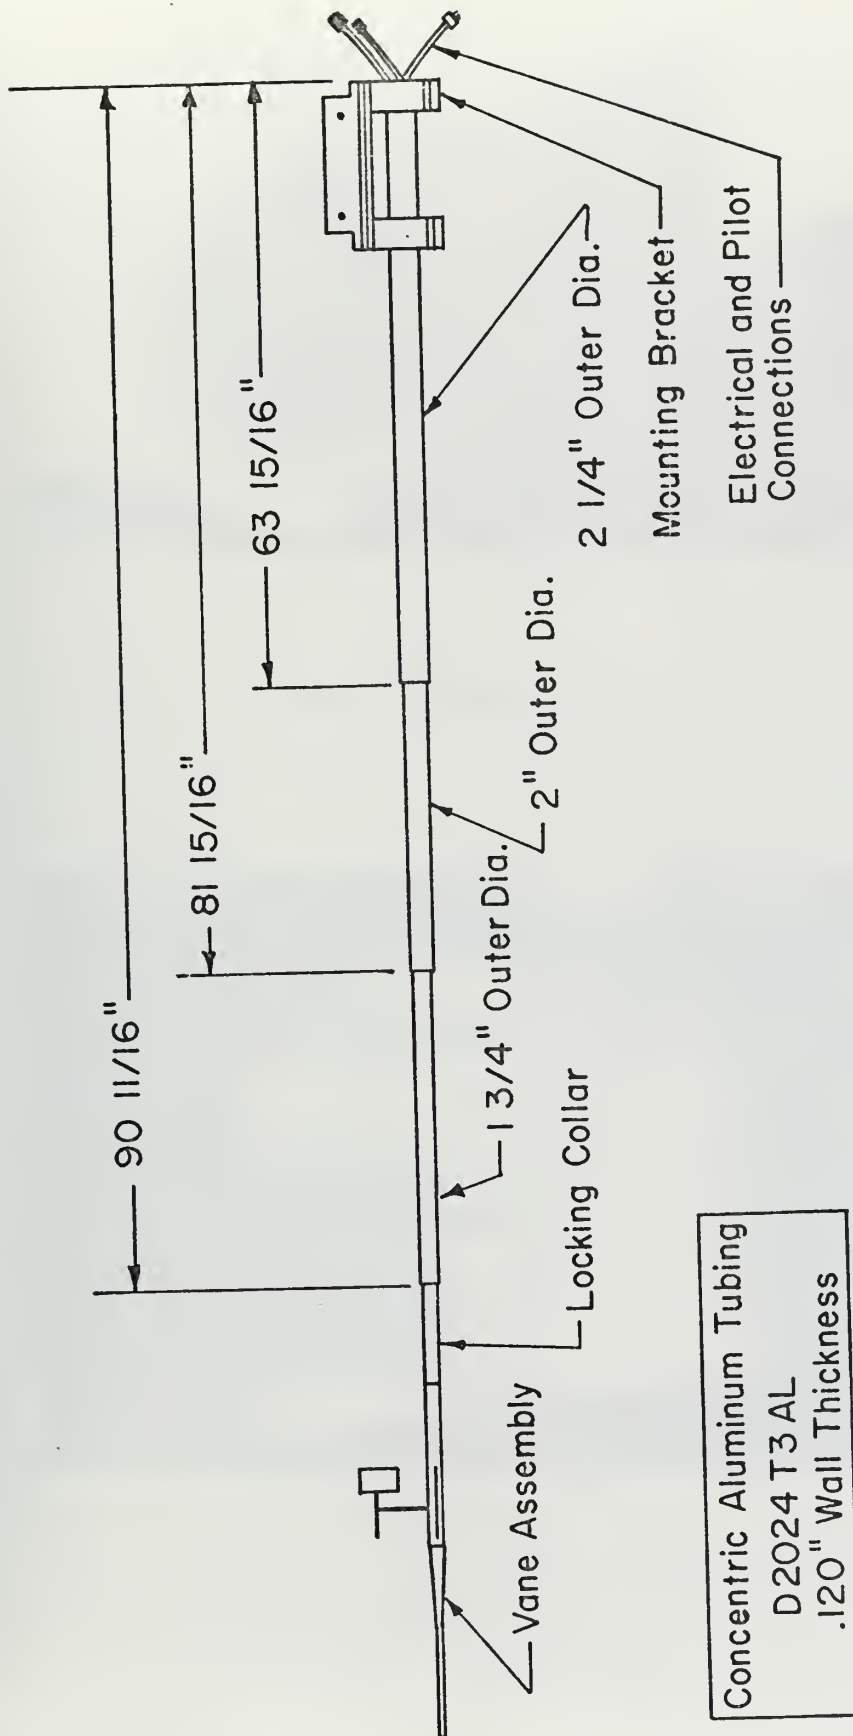 90 11/16"
81 15/16"
63 15/16"
Vane Assembly
Locking Collar
1 3/4" Outer Dia.
2" Outer Dia.
2 1/4" Outer Dia.
Mounting Bracket
Electrical and Pilot
Connections
Concentric Aluminum Tubing
D2024 T3 AL
.120" Wall Thickness